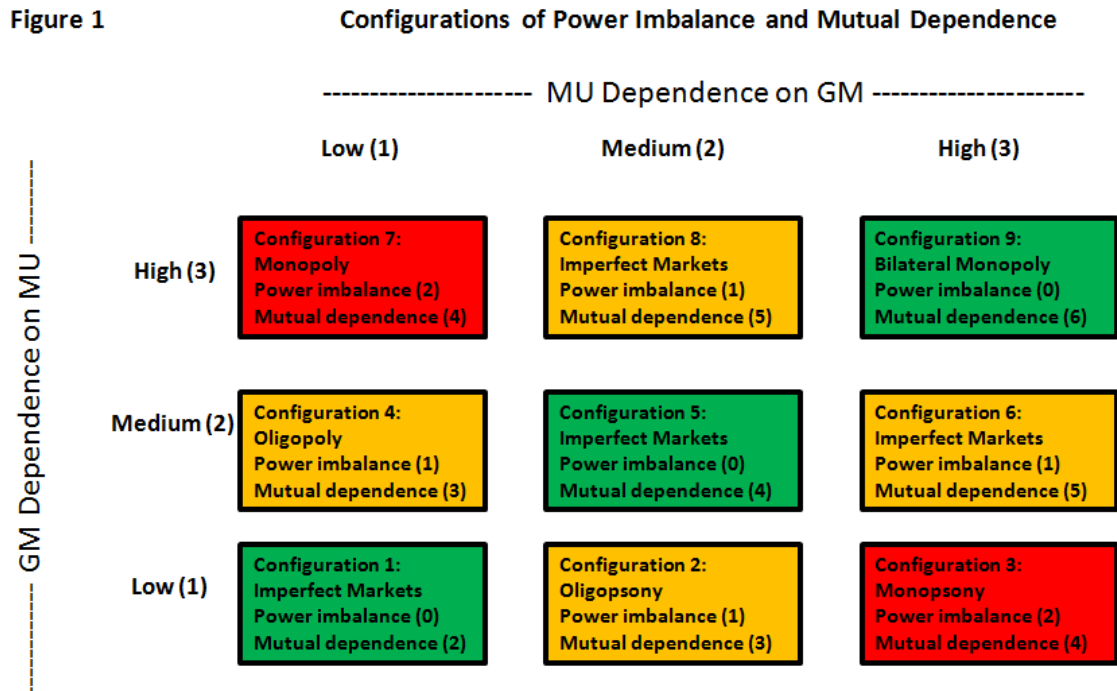 Figure 1
Configurations of Power Imbalance and Mutual Dependence
---------------------- MU Dependence on GM ----------------------
Low (1)
Medium (2)
High (3)
-------------- GM Dependence on MU ----------
High (3)
Configuration 7:
Monopoly
Power imbalance (2)
Mutual dependence (4)
Configuration 8:
Imperfect Markets
Power imbalance (1)
Mutual dependence (5)
Configuration 9:
Bilateral Monopoly
Power imbalance (0)
Mutual dependence (6)
Medium (2)
Configuration 4:
Oligopoly
Power imbalance (1)
Mutual dependence (3)
Configuration 5:
Imperfect Markets
Power imbalance (0)
Mutual dependence (4)
Configuration 6:
Imperfect Markets
Power imbalance (1)
Mutual dependence (5)
Low (1)
Configuration 1:
Imperfect Markets
Power imbalance (0)
Mutual dependence (2)
Configuration 2:
Oligopsony
Power imbalance (1)
Mutual dependence (3)
Configuration 3:
Monopsony
Power imbalance (2)
Mutual dependence (4)